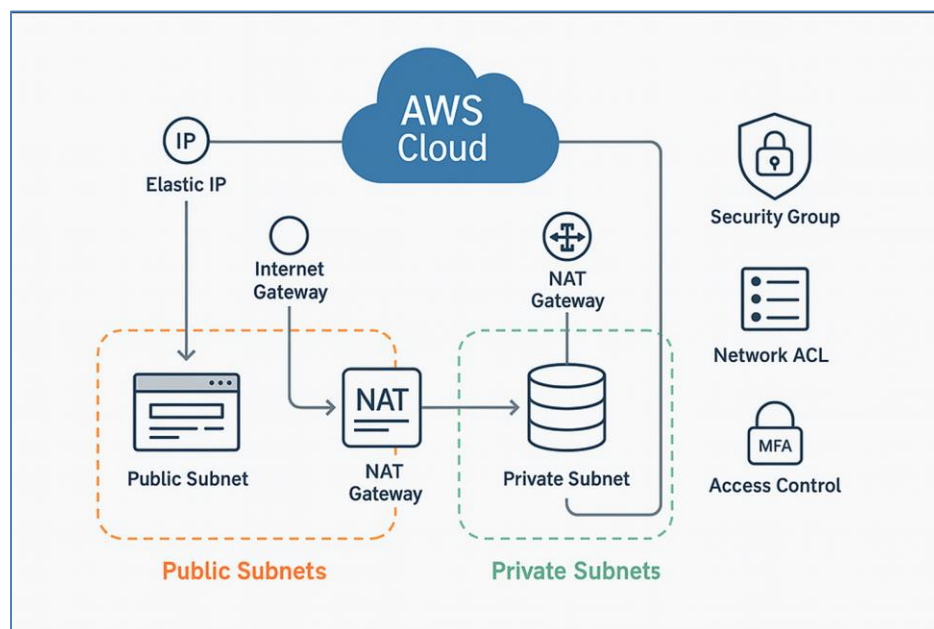 AWS
Cloud
IP
Elastic IP
Internet
Gateway
NAT
Gateway
Security Group
Network ACL
MFA
Access Control
NAT
NAT
Gateway
Public Subnet
Private Subnet
Public Subnets
Private Subnets